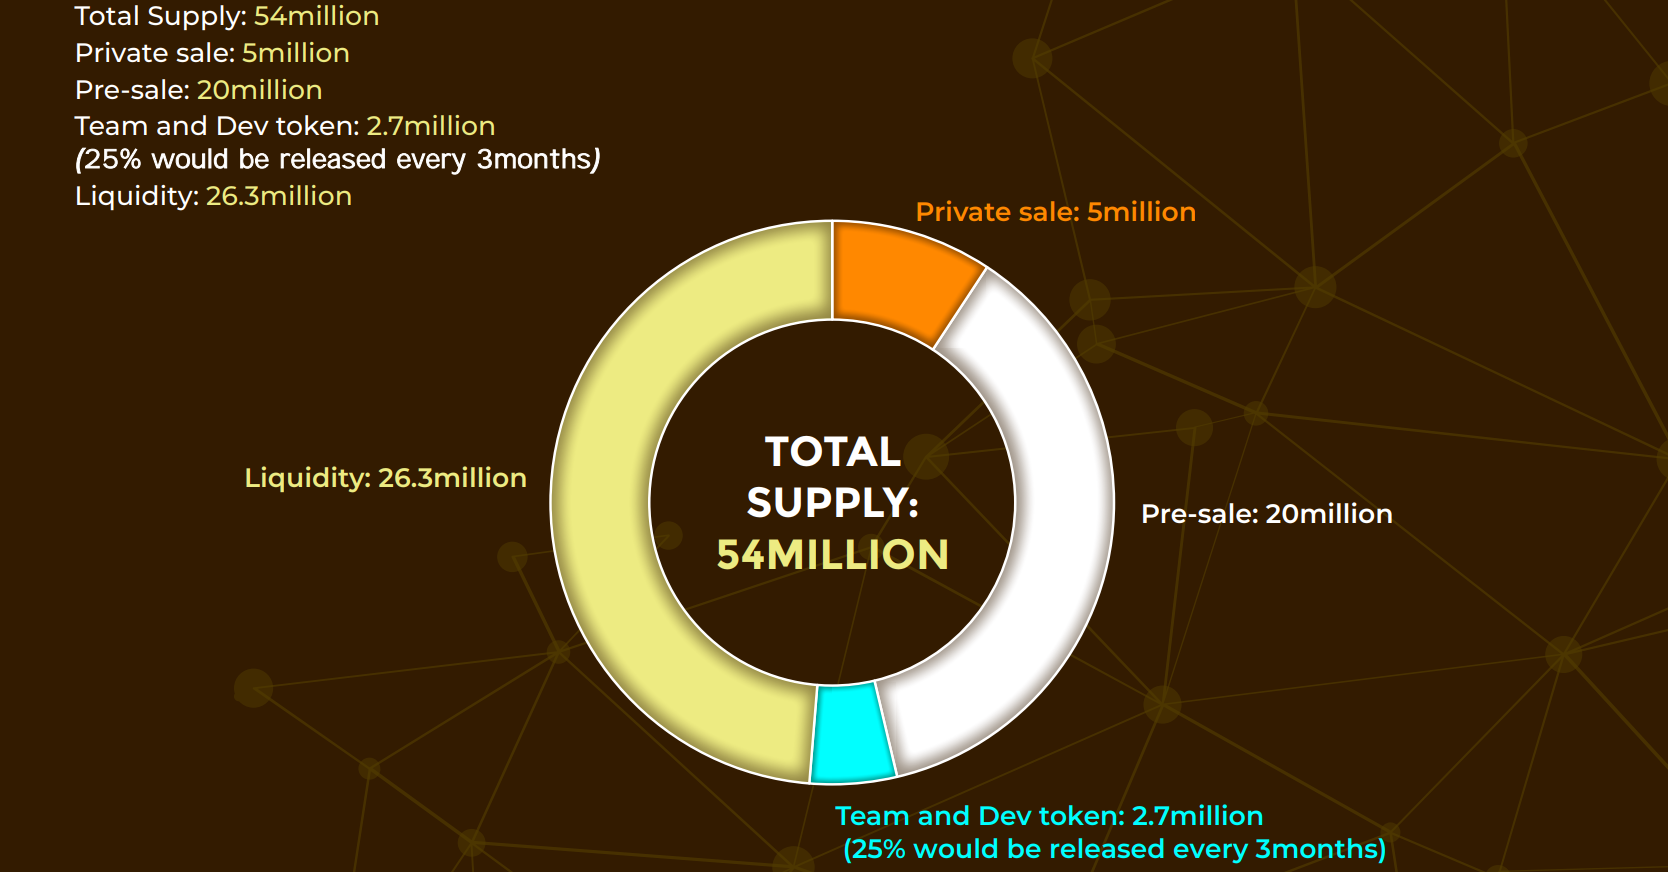 Total Supply: 54million
Private sale: 5million
Pre-sale: 20million
Team and Dev token: 2.7million
(25% would be released every 3months)
Liquidity: 26.3million
Private sale: 5million
Liquidity: 26.3million
TOTAL
SUPPLY:
54MILLION
Pre-sale: 20million
Team and Dev token: 2.7million
(25% would be released every 3months)